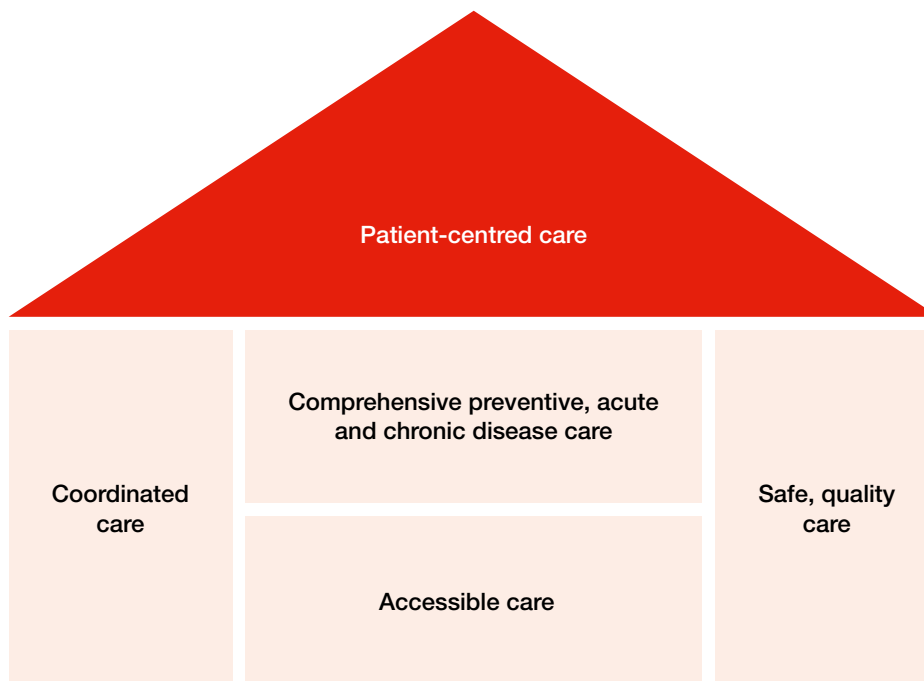 Patient-centred care
Comprehensive preventive, acute
and chronic disease care
Coordinated
care
Safe, quality
care
Accessible care